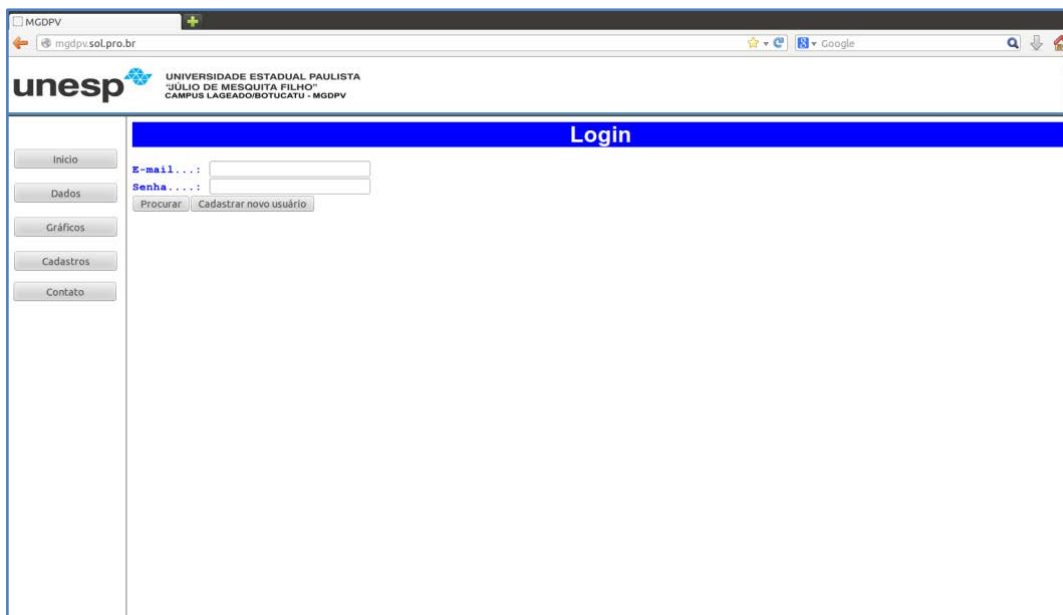 MGDPV
mgdpv.sol.pro.br
Google
unesp
UNIVERSIDADE ESTADUAL PAULISTA
"JÚLIO DE MESQUITA FILHO"
CAMPUS LAGEADO/BOTUCATU - MGDPV
Login
Inicio
Dados
Gráficos
Cadastros
Contato
E-mail...:
Senha....:
Procurar Cadastrar novo usuário